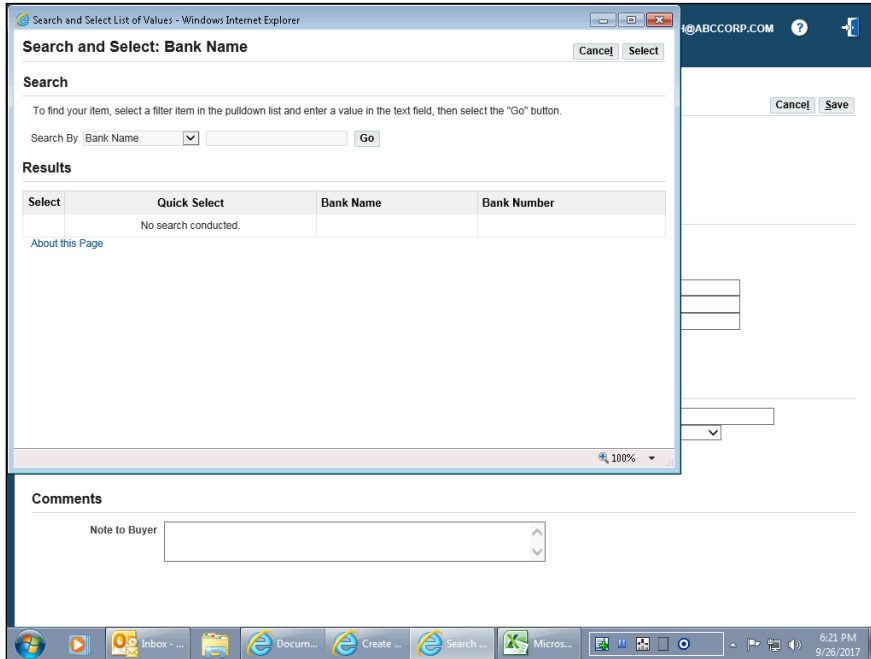 Search and Select List of Values - Windows Internet Explorer
H@ABCCORP.COM ?
Search and Select: Bank Name
Cancel Select
Search
Cancel Save
To find your item, select a filter item in the pulldown list and enter a value in the text field, then select the "Go" button.
Search By Bank Name Go
Results
Select Quick Select Bank Name Bank Number
No search conducted.
About this Page
100%
Comments
Note to Buyer
Inbox - ... Docum... Create ... Search ... Micros...
6:21 PM
9/26/2017